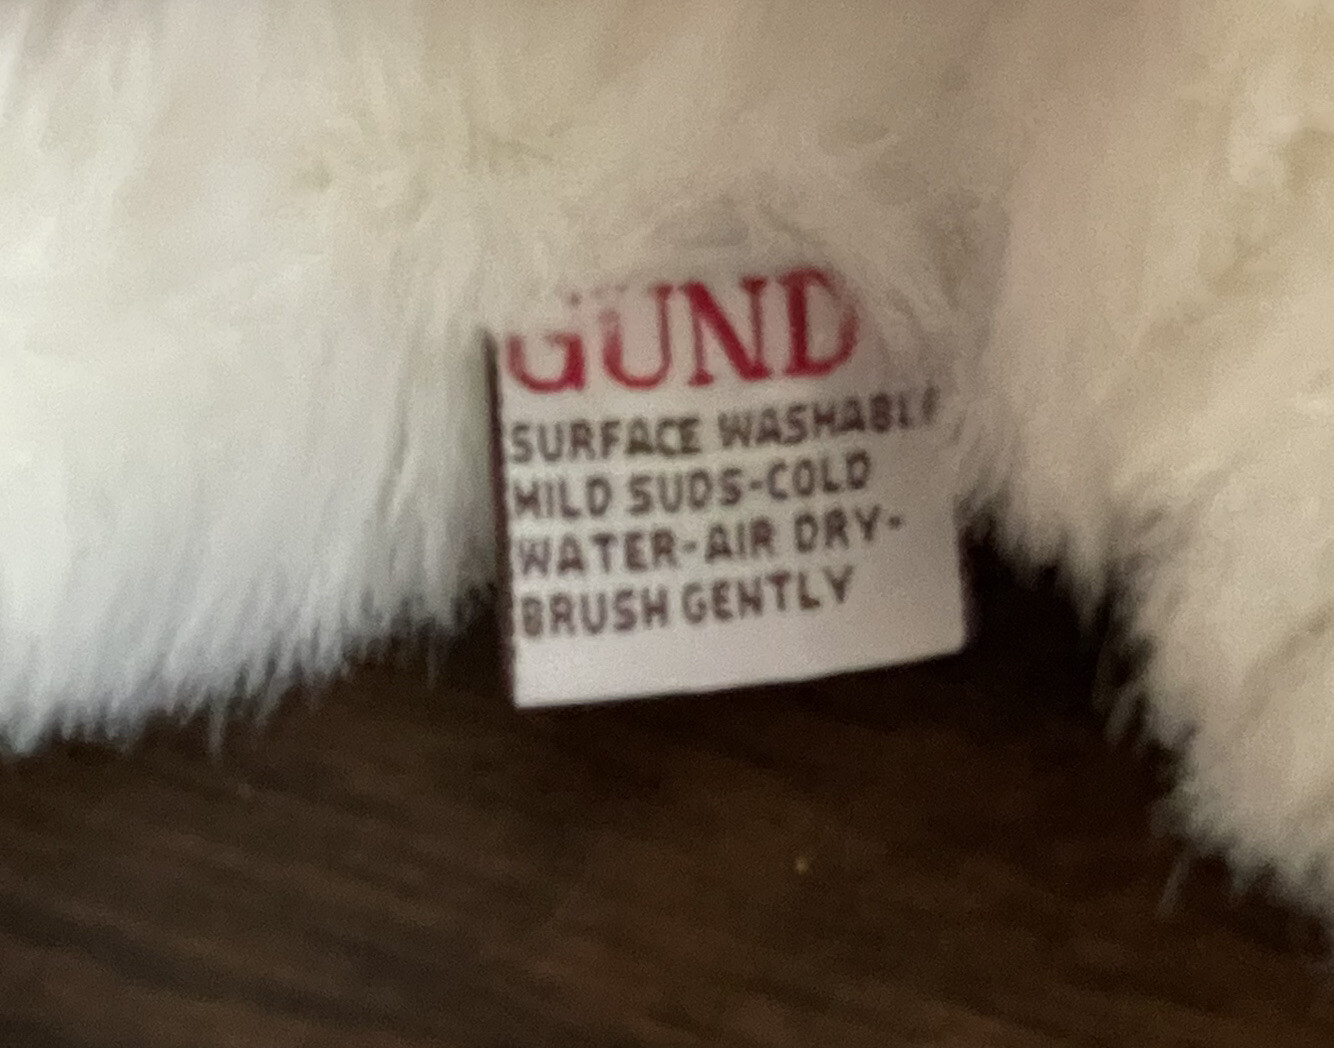 GUND
SURFACE WASHABLE
MILD SUDS-COLD
WATER-AIR DRY-
BRUSH GENTLY